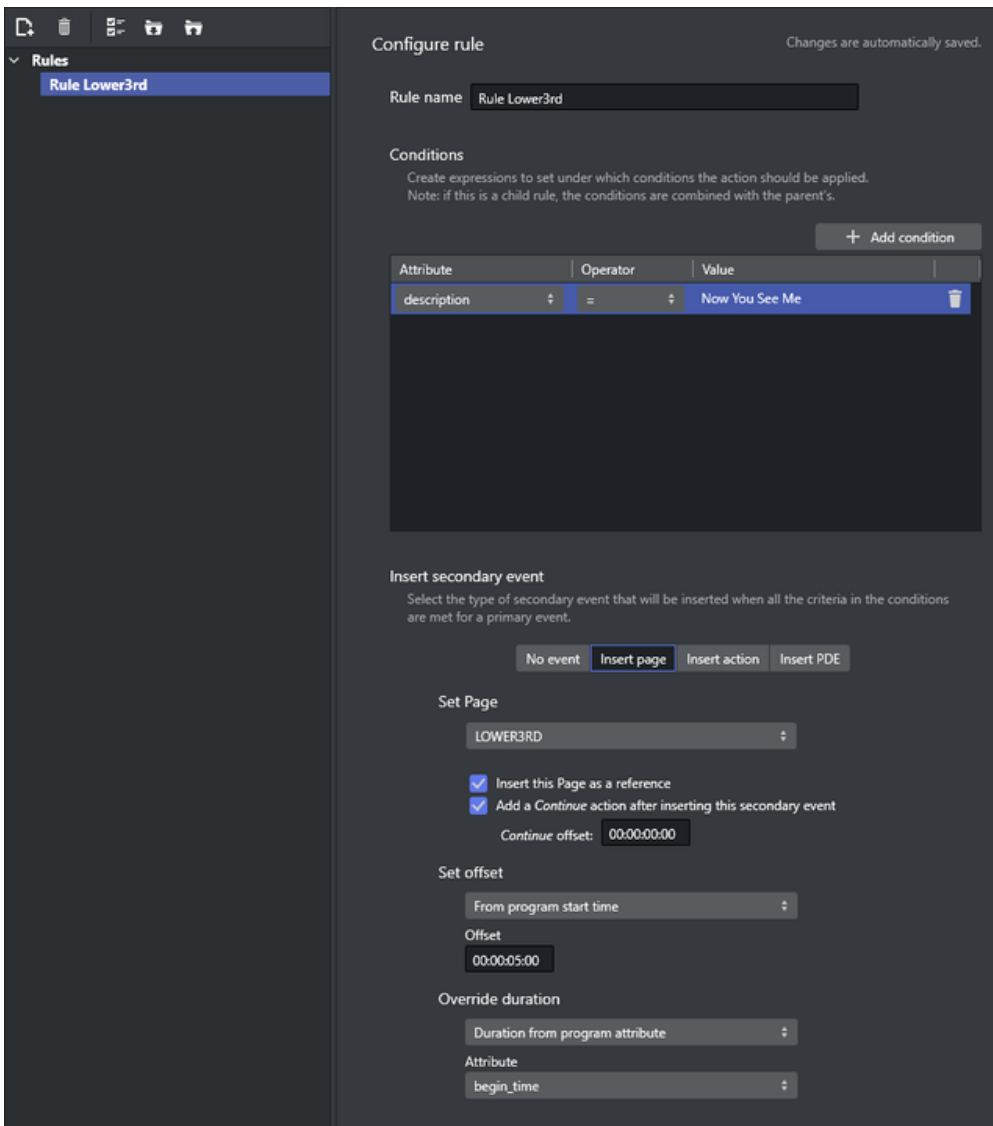 Rules
Rule Lower3rd
Configure rule
Changes are automatically saved.
Rule name
Rule Lower3rd
Conditions
Create expressions to set under which conditions the action should be applied.
Note: if this is a child rule, the conditions are combined with the parent's.
+ Add condition
Attribute Operator Value
description = Now You See Me
Insert secondary event
Select the type of secondary event that will be inserted when all the criteria in the conditions
are met for a primary event.
No event Insert page Insert action Insert PDE
Set Page
LOWER3RD
Insert this Page as a reference
Add a Continue action after inserting this secondary event
Continue offset: 00:00:00:00
Set offset
From program start time
Offset
00:00:05:00
Override duration
Duration from program attribute
Attribute
begin_time